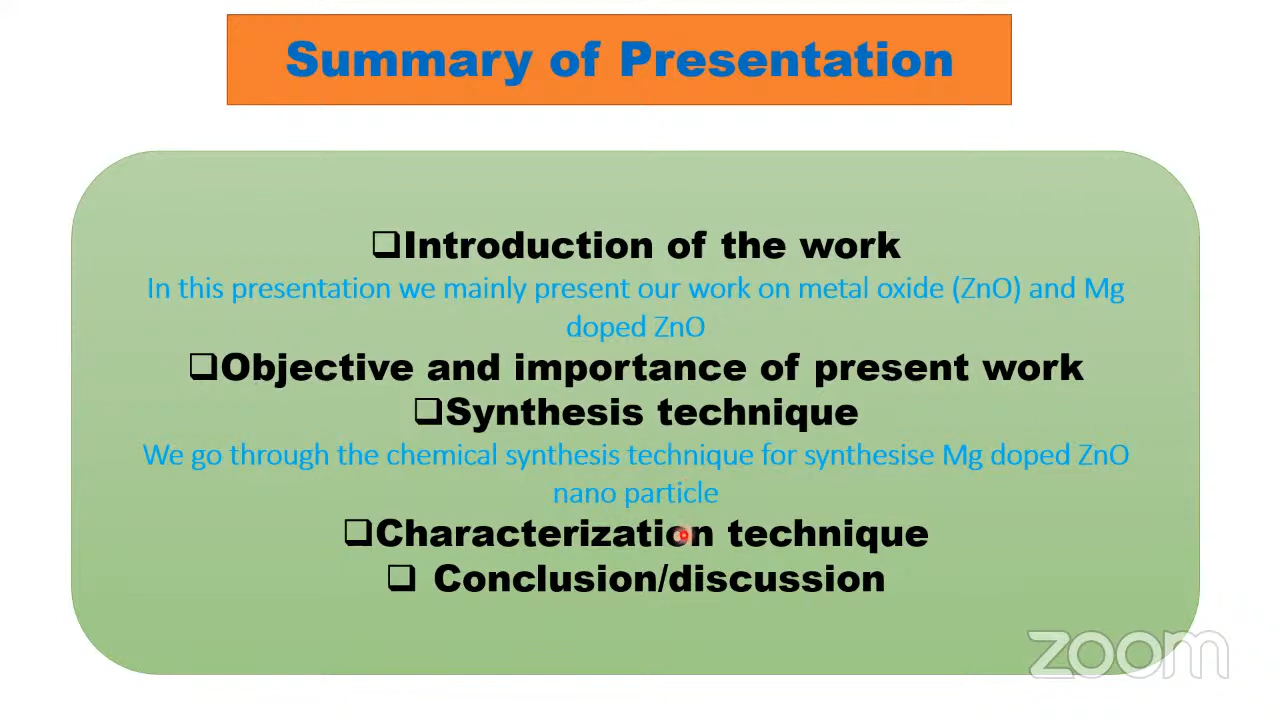 Summary of Presentation
❑Introduction of the work
In this presentation we mainly present our work on metal oxide (ZnO) and Mg
doped ZnO
❑Objective and importance of present work
❑Synthesis technique
We go through the chemical synthesis technique for synthesise Mg doped ZnO
nano particle
❑Characterization technique
❑ Conclusion/discussion
zoom